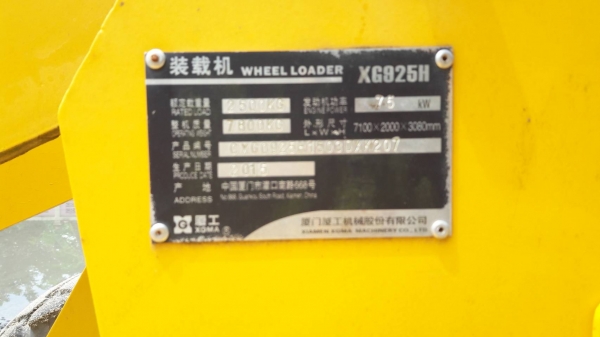 装载机 WHEEL LOADER XG925H
额定载重量 RATED LOAD 2500KG 发动机功率 ENGINE POWER 75 kW
整机质量 OPERATING WEIGHT 外形尺寸 L×W×H 7100×2000×3080mm
产品编号 SERIAL NUMBER
生产日期 PRODUCE DATE
产地 中国厦门市灌口南路668号
ADDRESS No.668, Guankou South Road, Xiamen, China
厦工 XGMA ® 厦门厦工机械股份有限公司
XIAMEN XGMA MACHINERY CO., LTD.